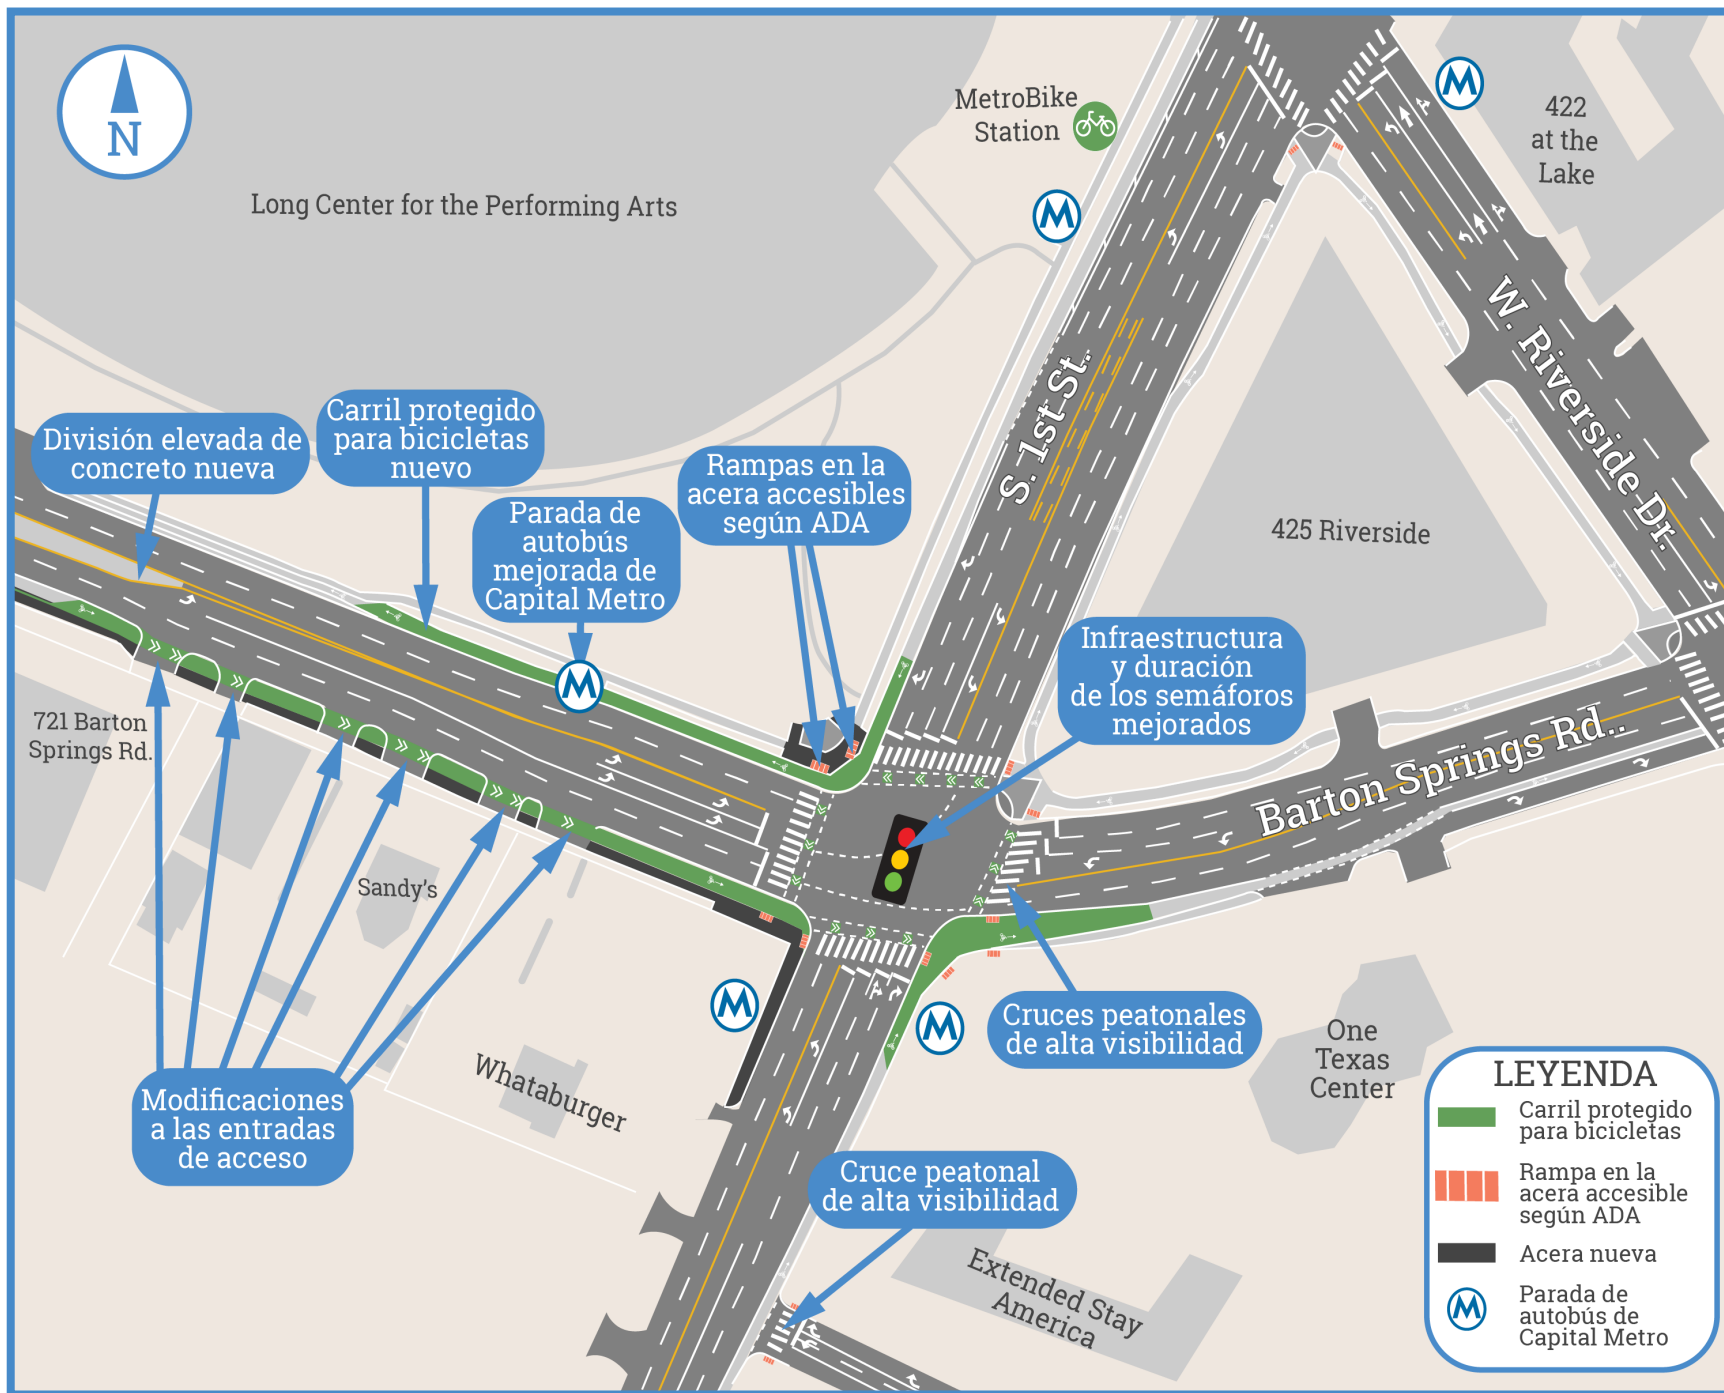 N
Long Center for the Performing Arts
MetroBike
Station
M
M
422
at the
Lake
W. Riverside Dr.
S. 1st St.
425 Riverside
División elevada de
concreto nueva
Carril protegido
para bicicletas
nuevo
Parada de
autobús
mejorada de
Capital Metro
M
Rampas en la
acera accesibles
según ADA
Infraestructura
y duración
de los semáforos
mejorados
Barton Springs Rd..
721 Barton
Springs Rd.
Sandy's
M
M
Cruces peatonales
de alta visibilidad
One
Texas
Center
Whataburger
Modificaciones
a las entradas
de acceso
Cruce peatonal
de alta visibilidad
Extended Stay
America
LEYENDA
Carril protegido
para bicicletas
Rampa en la
acera accesible
según ADA
Acera nueva
M
Parada de
autobús de
Capital Metro